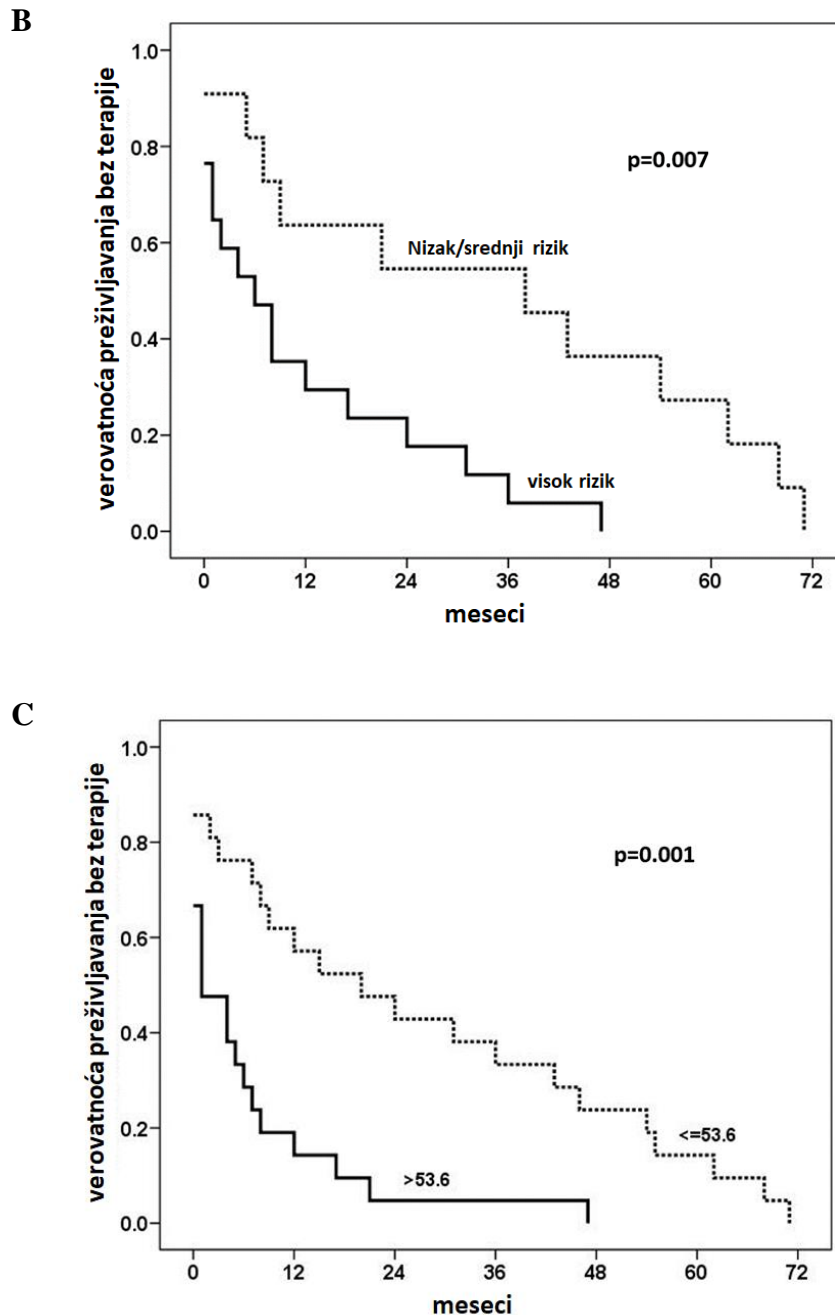 B
verovatnoća preživljavanja bez terapije
1.0
0.8
0.6
0.4
0.2
0.0
p=0.007
Nizak/srednji rizik
visok rizik
0 12 24 36 48 60 72
meseci
C
verovatnoća preživljavanja bez terapije
1.0
0.8
0.6
0.4
0.2
0.0
p=0.001
<=53.6
>53.6
0 12 24 36 48 60 72
meseci